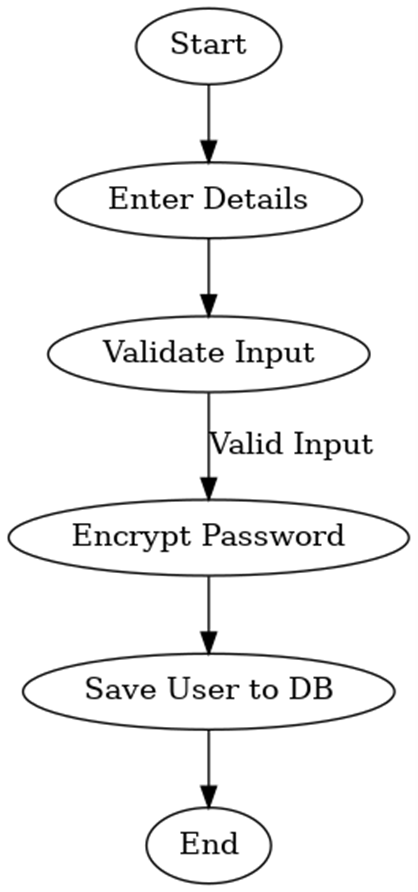 Start
Enter Details
Validate Input
Valid Input
Encrypt Password
Save User to DB
End